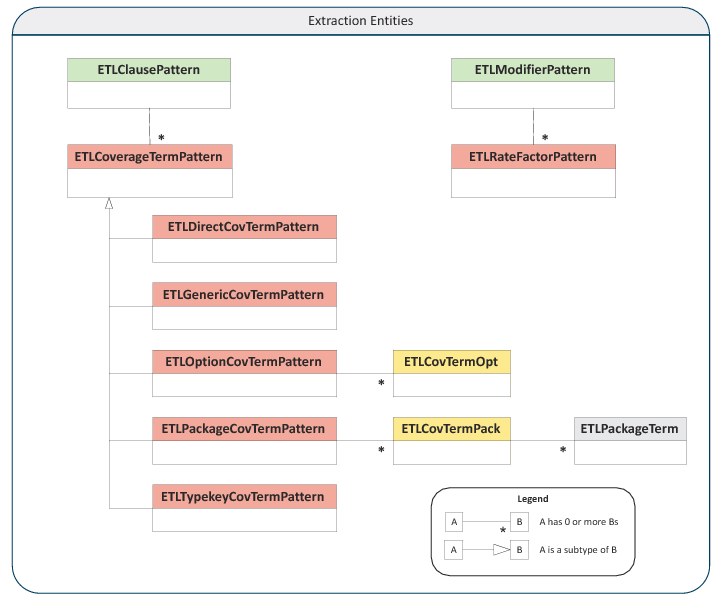 Extraction Entities
ETLClausePattern
ETLModifierPattern
*
*
ETLCoverageTermPattern
ETLRateFactorPattern
ETLDirectCovTermPattern
ETLGenericCovTermPattern
ETLOptionCovTermPattern
ETLCovTermOpt
*
ETLPackageCovTermPattern
ETLCovTermPack
ETLPackageTerm
*
*
ETLTypekeyCovTermPattern
Legend
A
B
A has 0 or more Bs
*
A
B
A is a subtype of B